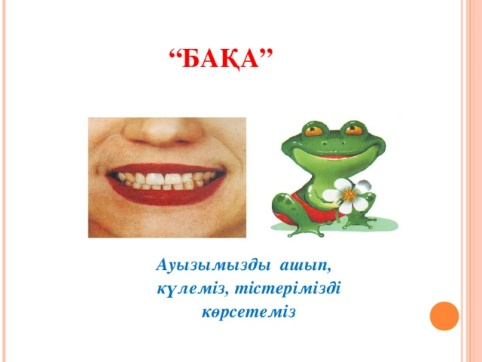 “БАҚА”
Ауызымызды ашып,
күлеміз, тістерімізді
көрсетеміз